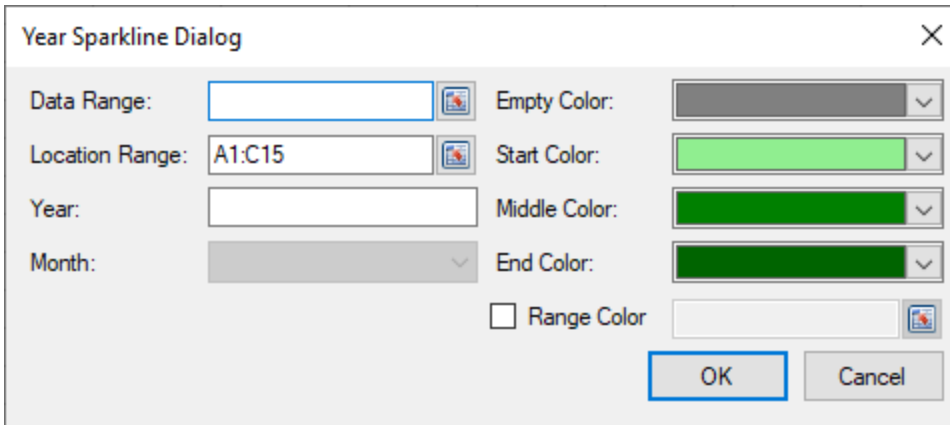 Year Sparkline Dialog
Data Range:
Empty Color:
Location Range: A1:C15
Start Color:
Year:
Middle Color:
Month:
End Color:
Range Color
OK
Cancel